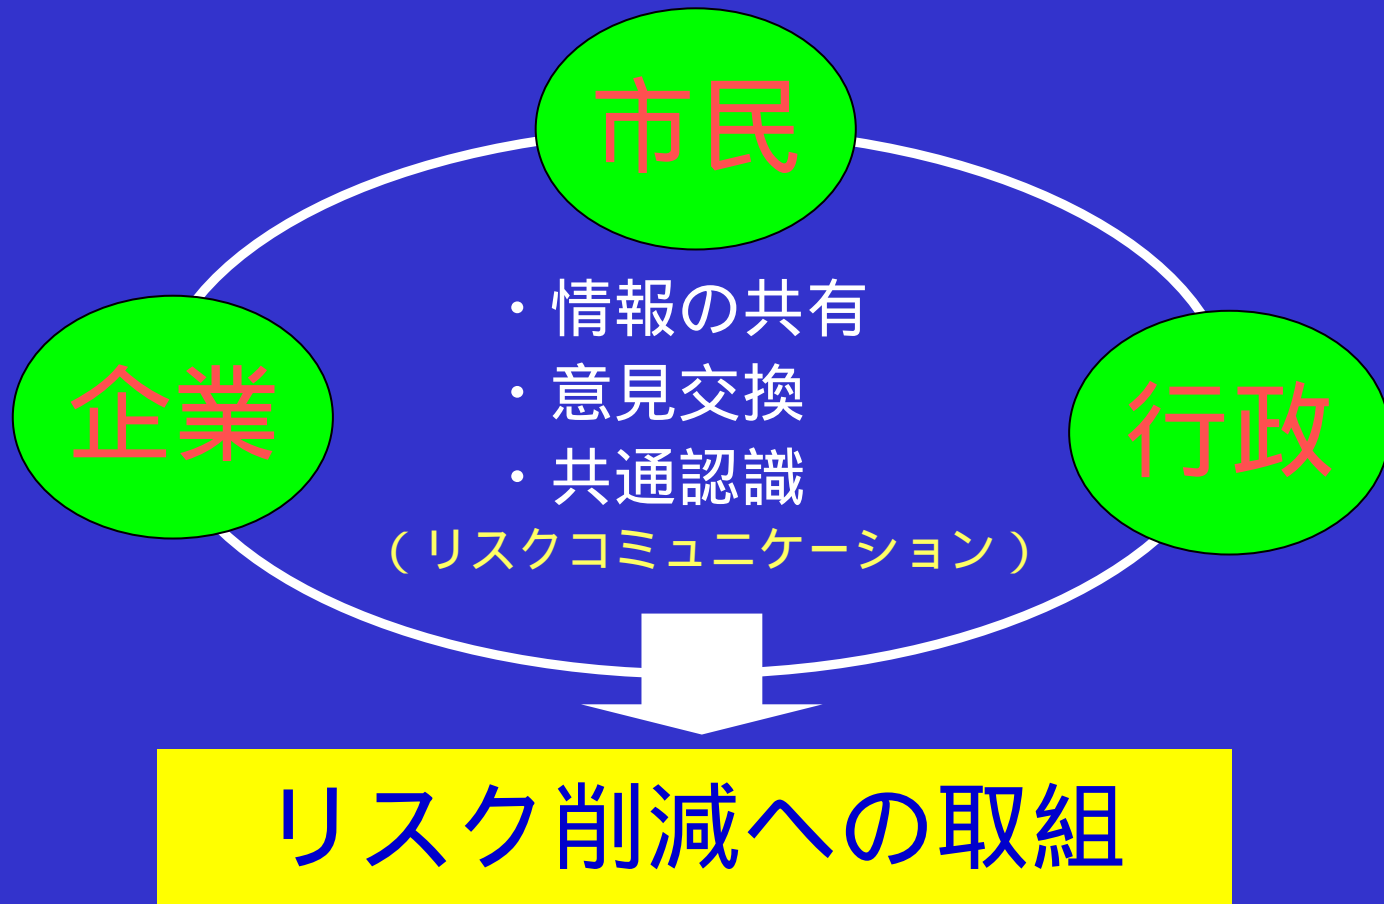 市民
企業
行政
・情報の共有
・意見交換
・共通認識
(リスクコミュニケーション)
リスク削減への取組